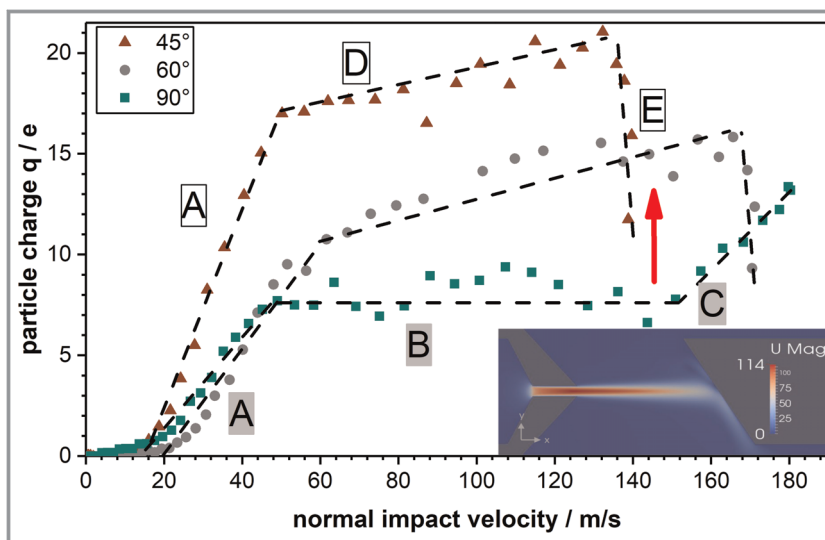 45°
60°
90°
20
15
10
5
0
particle charge q / e
A
D
E
A
B
C
U Mag
114
100
75
50
25
0
Y
x
0 20 40 60 80 100 120 140 160 180
normal impact velocity / m/s